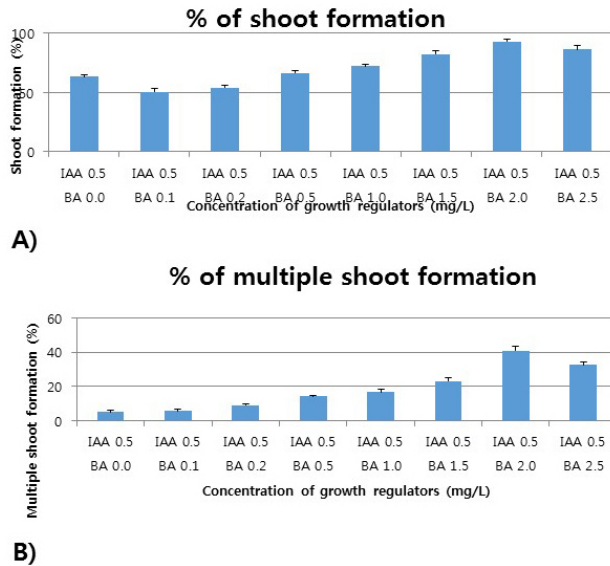 % of shoot formation
Shoot formation (%)
100
50
0
IAA 0.5 IAA 0.5 IAA 0.5 IAA 0.5 IAA 0.5 IAA 0.5 IAA 0.5 IAA 0.5
BA 0.0 BA 0.1 BA 0.2 BA 0.5 BA 1.0 BA 1.5 BA 2.0 BA 2.5
Concentration of growth regulators (mg/L)
A)
% of multiple shoot formation
Multiple shoot formation (%)
60
40
20
0
IAA 0.5 IAA 0.5 IAA 0.5 IAA 0.5 IAA 0.5 IAA 0.5 IAA 0.5 IAA 0.5
BA 0.0 BA 0.1 BA 0.2 BA 0.5 BA 1.0 BA 1.5 BA 2.0 BA 2.5
Concentration of growth regulators (mg/L)
B)